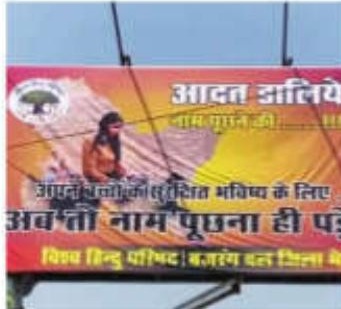 आदत डालिये
नाम पूछने की
अपने बच्चों के सुरक्षित भविष्य के लिए
अब तो नाम पूछना ही
विश्व हिन्दू परिषद बजरंग दल जिला